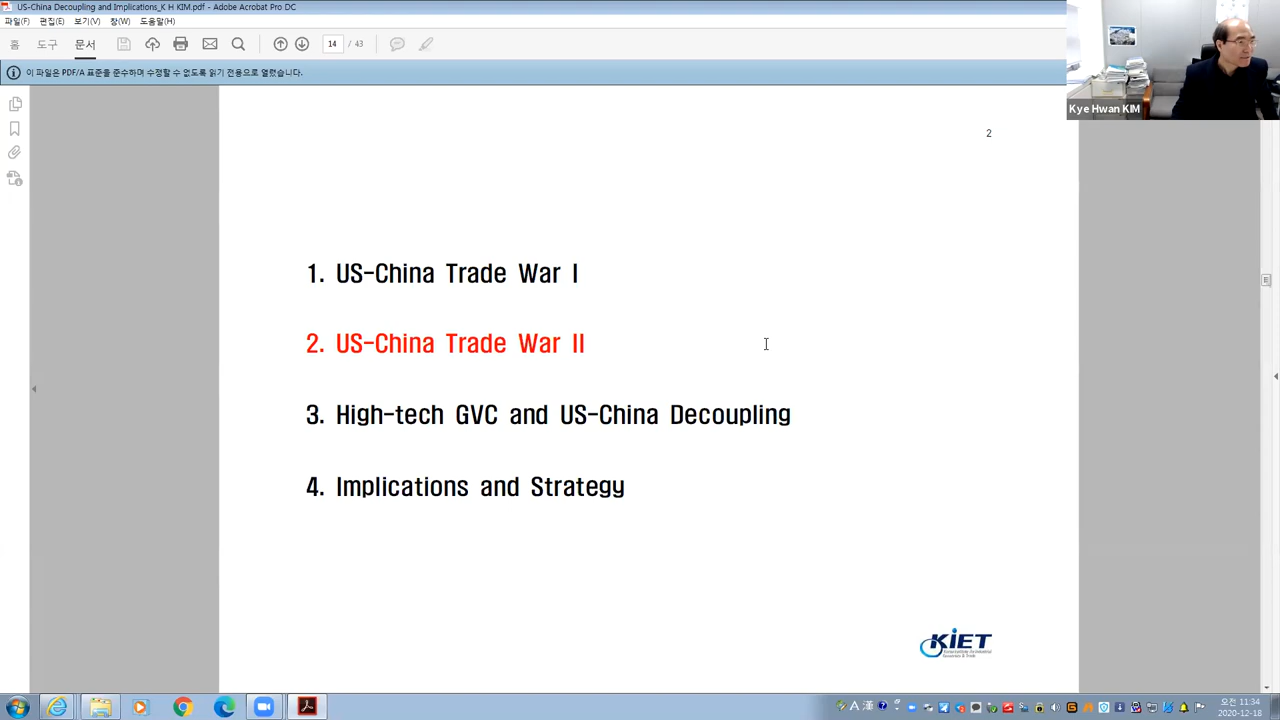 US-China Decoupling and Implications_K H KIM.pdf - Adobe Acrobat Pro DC
파일(F) 편집(E) 보기(V) 창(W) 도움말(H)
홈 도구 문서 14 / 43
이 파일은 PDF/A 표준을 준수하며 수정할 수 없도록 읽기 전용으로 열렸습니다.
Kye Hwan KIM
2
1. US-China Trade War I
2. US-China Trade War II
3. High-tech GVC and US-China Decoupling
4. Implications and Strategy
KIET
A 漢
오전 11:34
2020-12-18